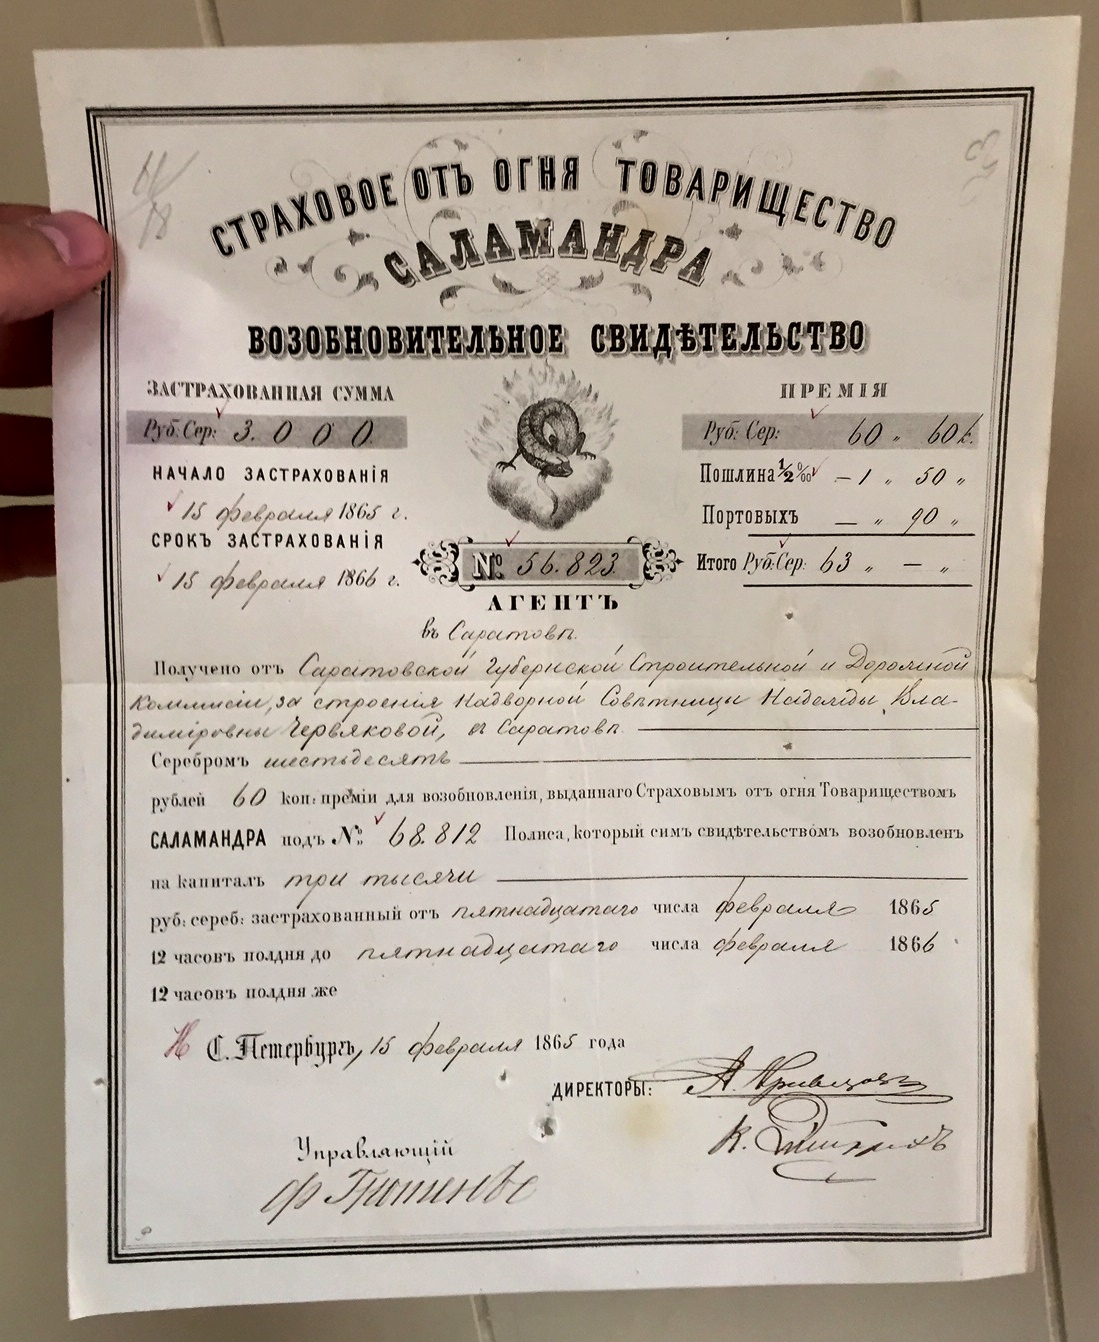 СТРАХОВОЕ ОТЪ ОГНЯ ТОВАРИЩЕСТВО
САЛАМАНДРА
ВОЗОБНОВИТЕЛЬНОЕ СВИДѢТЕЛЬСТВО
ЗАСТРАХОВАННАЯ СУММА
Руб: Сер: 3.000
НАЧАЛО ЗАСТРАХОВАНІЯ
15 февраля 1865 г.
СРОКЪ ЗАСТРАХОВАНІЯ
15 февраля 1866 г.
ПРЕМІЯ
Руб: Сер: 60 „ 60 к.
Пошлина ½ ‰ — 1 „ 50 „
Портовыхъ — „ 90 „
Итого Руб: Сер: 63 „ — „
№ 56.823.
АГЕНТЪ
въ Саратовѣ.
Получено отъ Саратовской Губернской Строительной и Дорожной
Коммисіи, за строенія Надворной Совѣтницы Надежды Вла-
диміровны Червяковой, въ Саратовѣ
Серебромъ шестьдесятъ
рублей 60 коп: преміи для возобновленія, выданнаго Страховымъ отъ огня Товариществомъ
САЛАМАНДРА подъ № 68.812 Полиса, который симъ свидѣтельствомъ возобновленъ
на капиталъ три тысячи
руб: сереб: застрахованный отъ пятнадцатаго числа февраля 1865
12 часовъ полдня до пятнадцатаго числа февраля 1866
12 часовъ полдня же
С. Петербургъ, 15 февраля 1865 года
ДИРЕКТОРЫ:
Управляющій